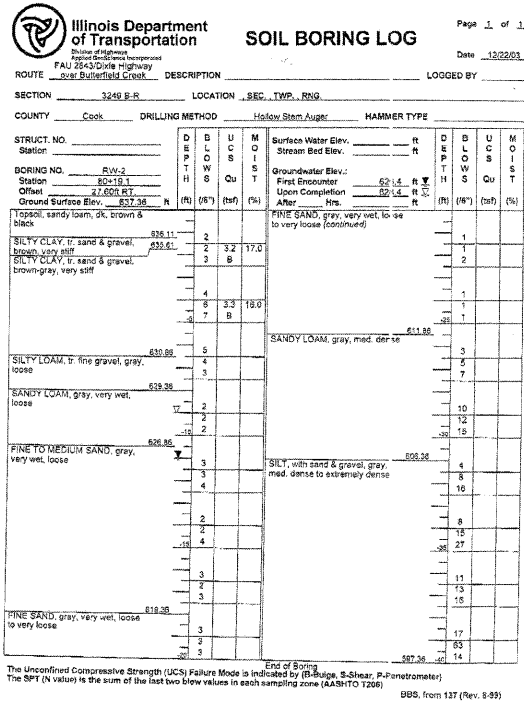 Illinois Department
of Transportation
Division of Highways
Applied GeoScience Incorporated
FAU 2843/Dixie Highway
SOIL BORING LOG
Page 1 of 1
Date 12/22/03
ROUTE over Butterfield Creek DESCRIPTION LOGGED BY
SECTION 3249 B-R LOCATION , SEC. , TWP. , RNG.
COUNTY Cook DRILLING METHOD Hollow Stem Auger HAMMER TYPE
STRUCT. NO.
Station
BORING NO. RW-2
Station 80+19.1
Offset 27.60ft RT.
Ground Surface Elev. 637.36 ft
DEPTH (ft)
BLOWS (/6")
UCS Qu (tsf)
MOIST (%)
Topsoil, sandy loam, dk. brown &
black
636.11
2
SILTY CLAY, tr. sand & gravel,
brown, very stiff
635.61
2 3.2 17.0
SILTY CLAY, tr. sand & gravel,
brown-gray, very stiff
3 B
4
6 3.3 16.0
-5 7 B
630.86
5
SILTY LOAM, tr. fine gravel, gray,
loose
4
3
629.36
SANDY LOAM, gray, very wet,
loose
2
2
-10 2
626.86
FINE TO MEDIUM SAND, gray,
very wet, loose
3
3
4
2
2
-15 4
3
2
3
619.36
FINE SAND, gray, very wet, loose
to very loose
3
3
-20 3
Surface Water Elev. ft
Stream Bed Elev. ft
Groundwater Elev.:
First Encounter ft
Upon Completion ft
After Hrs. ft
DEPTH (ft)
BLOWS (/6")
UCS Qu (tsf)
MOIST (%)
FINE SAND, gray, very wet, loose
to very loose (continued)
1
1
2
1
1
-25 1
611.86
SANDY LOAM, gray, med. dense
3
5
7
10
12
-30 15
606.36
SILT, with sand & gravel, gray,
med. dense to extremely dense
4
8
16
8
15
-35 27
11
13
16
17
63
597.36 -40 14
End of Boring
The Unconfined Compressive Strength (UCS) Failure Mode is indicated by (B-Bulge, S-Shear, P-Penetrometer)
The SPT (N value) is the sum of the last two blow values in each sampling zone (AASHTO T206)
BBS, from 137 (Rev. 8-99)